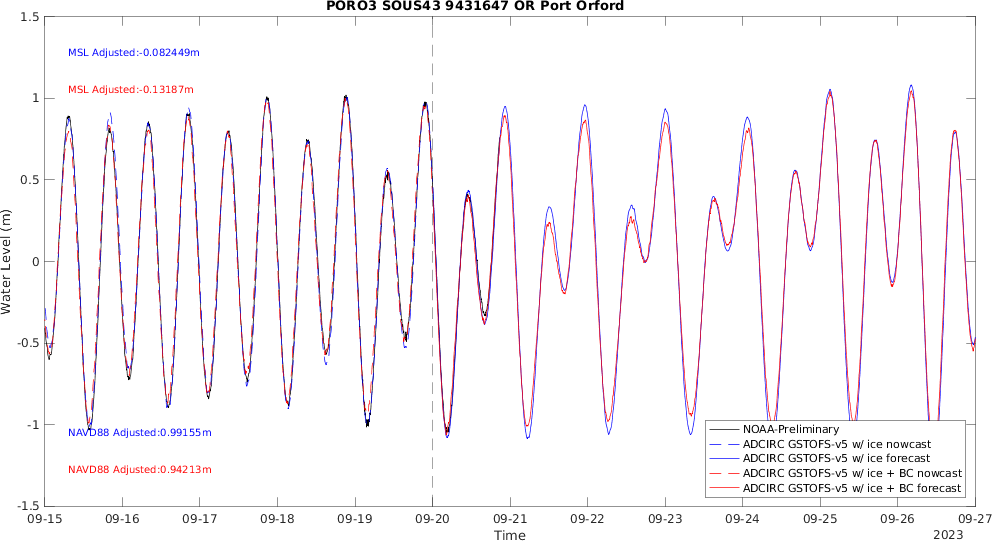 PORO3 SOUS43 9431647 OR Port Orford
1.5
MSL Adjusted:-0.082449m
MSL Adjusted:-0.13187m
1
0.5
0
-0.5
-1
-1.5
Water Level (m)
NAVD88 Adjusted:0.99155m
NAVD88 Adjusted:0.94213m
NOAA-Preliminary
ADCIRC GSTOFS-v5 w/ ice nowcast
ADCIRC GSTOFS-v5 w/ ice forecast
ADCIRC GSTOFS-v5 w/ ice + BC nowcast
ADCIRC GSTOFS-v5 w/ ice + BC forecast
09-15 09-16 09-17 09-18 09-19 09-20 09-21 09-22 09-23 09-24 09-25 09-26 09-27
Time
2023